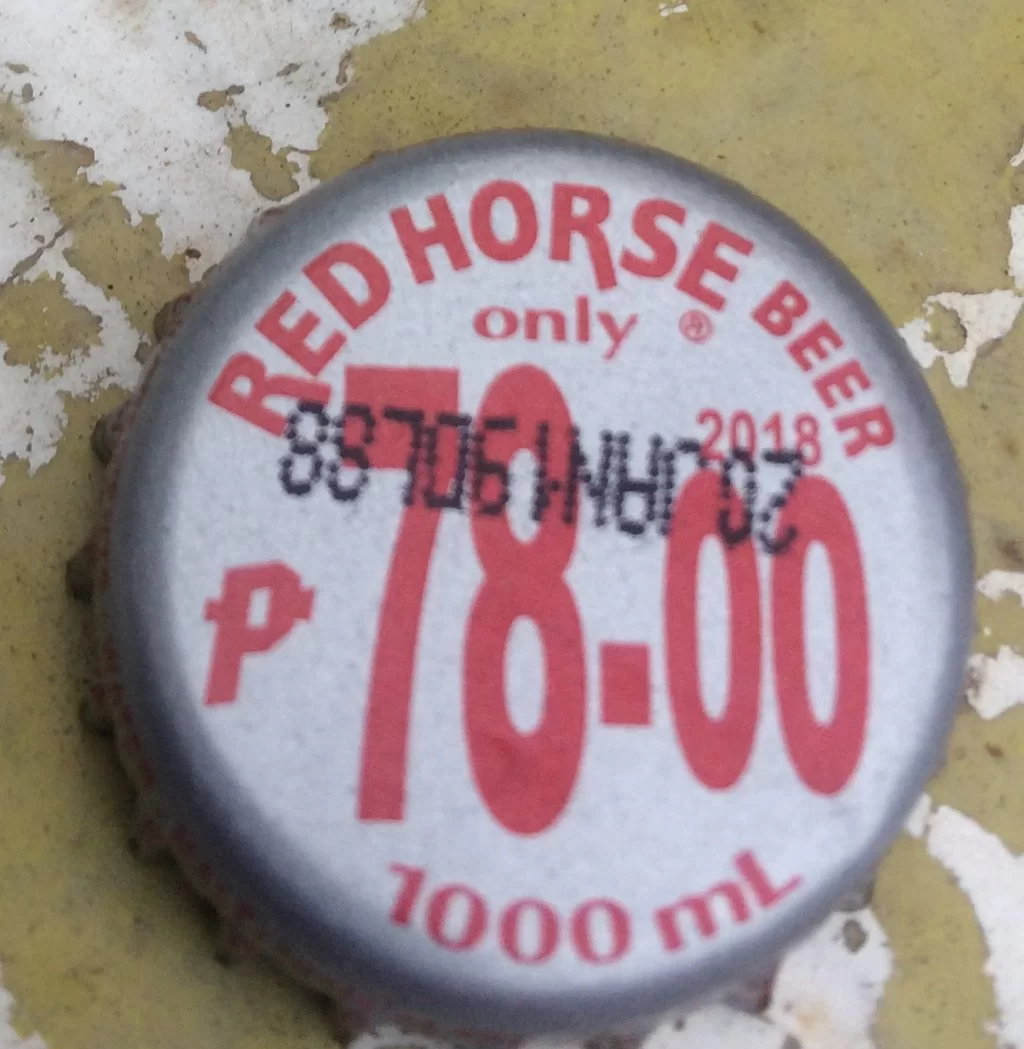 RED HORSE BEER
only ®
2018
₱ 78.00
1000 mL